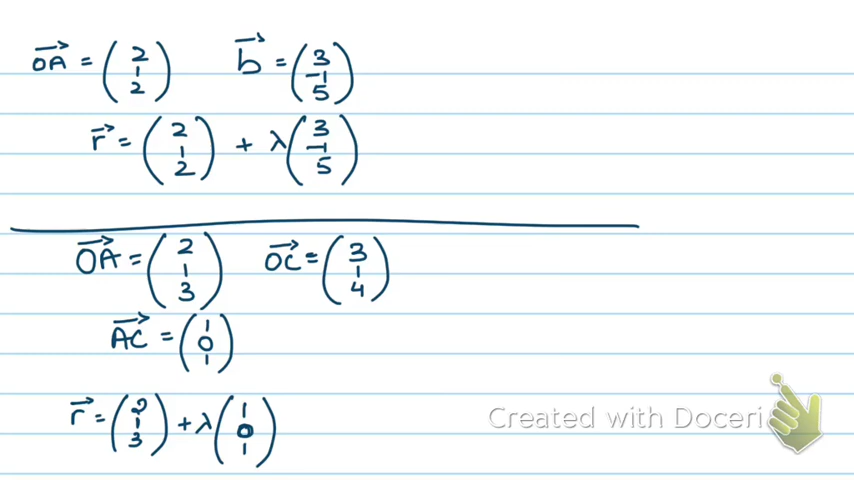 →OA = (2 1 2) →b = (3 -1 5)
→r = (2 1 2) + λ(3 -1 5)
→OA = (2 1 3) →OC = (3 1 4)
→AC = (1 0 1)
→r = (2 1 3) + λ(1 0 1)
Created with Doceri